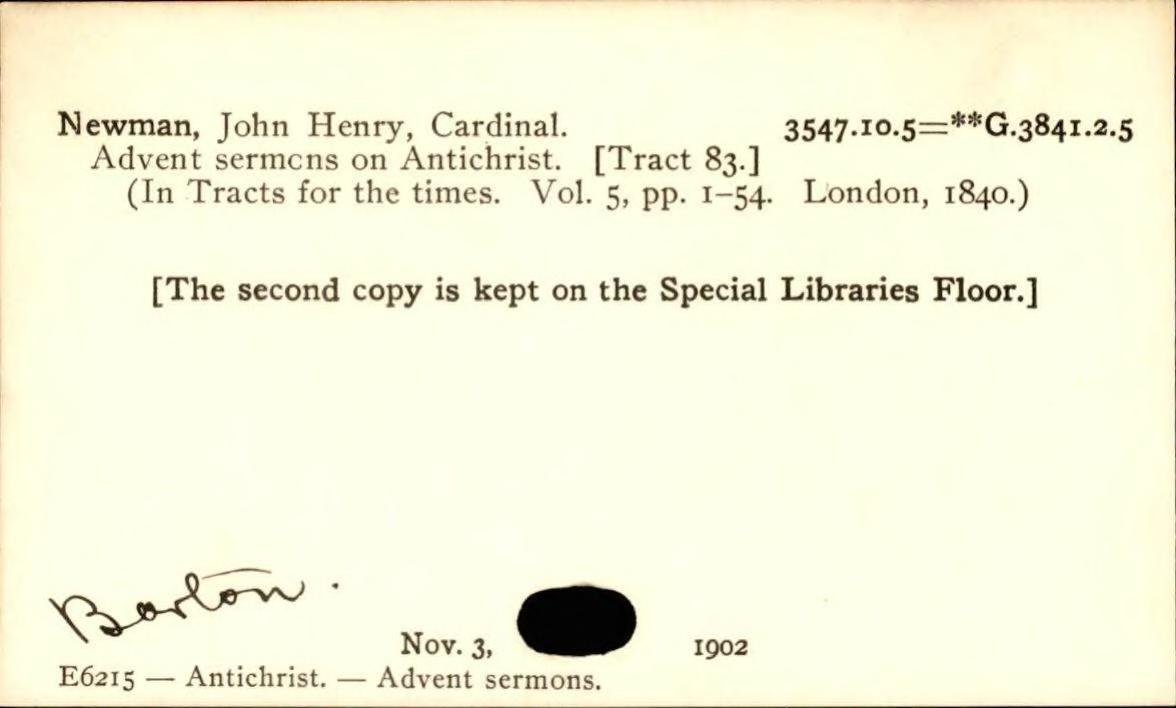 Newman, John Henry, Cardinal. 3547.10.5=**G.3841.2.5
Advent sermcns on Antichrist. [Tract 83.]
(In Tracts for the times. Vol. 5, pp. 1–54. London, 1840.)
[The second copy is kept on the Special Libraries Floor.]
Barton.
Nov. 3, 1902
E6215 — Antichrist. — Advent sermons.